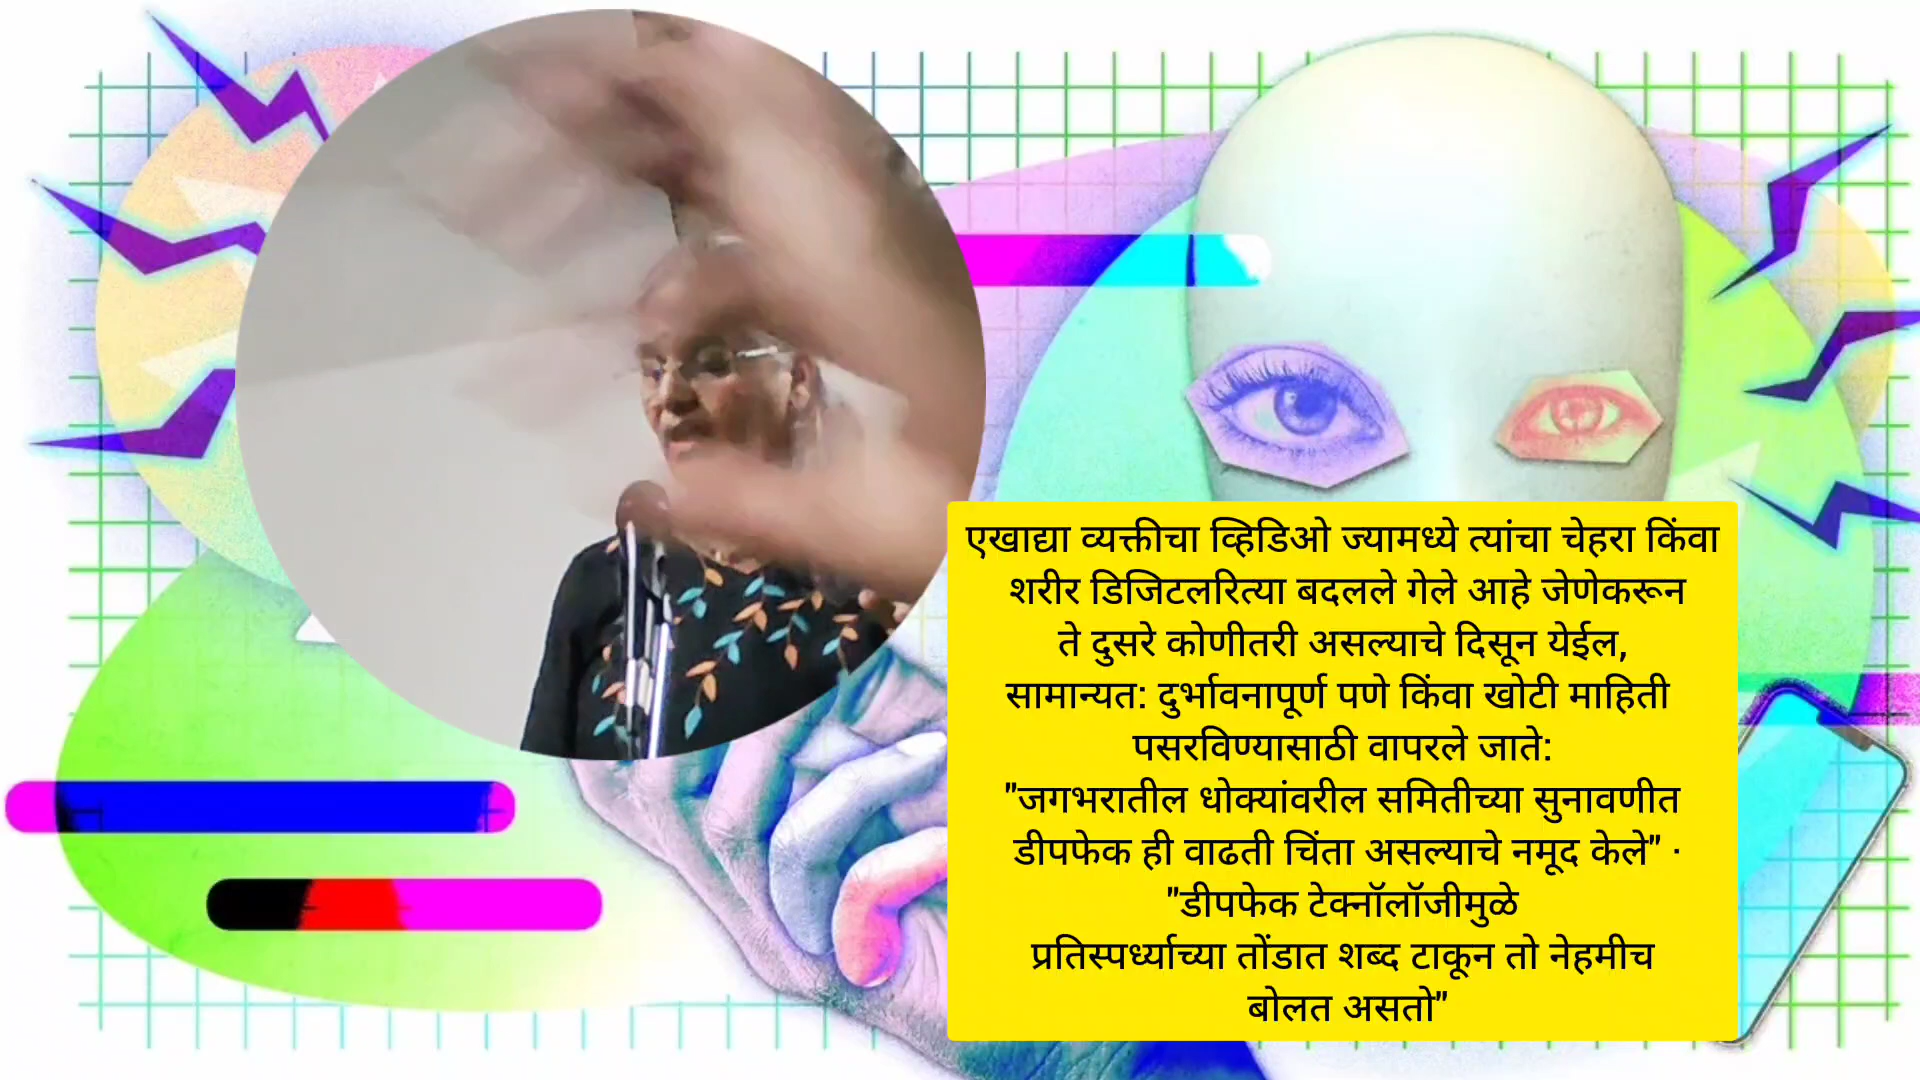 एखाद्या व्यक्तीचा व्हिडिओ ज्यामध्ये त्यांचा चेहरा किंवा
शरीर डिजिटलरित्या बदलले गेले आहे जेणेकरून
ते दुसरे कोणीतरी असल्याचे दिसून येईल,
सामान्यत: दुर्भावनापूर्ण पणे किंवा खोटी माहिती
पसरविण्यासाठी वापरले जाते:
"जगभरातील धोक्यांवरील समितीच्या सुनावणीत
डीपफेक ही वाढती चिंता असल्याचे नमूद केले" ·
"डीपफेक टेक्नॉलॉजीमुळे
प्रतिस्पर्ध्याच्या तोंडात शब्द टाकून तो नेहमीच
बोलत असतो"